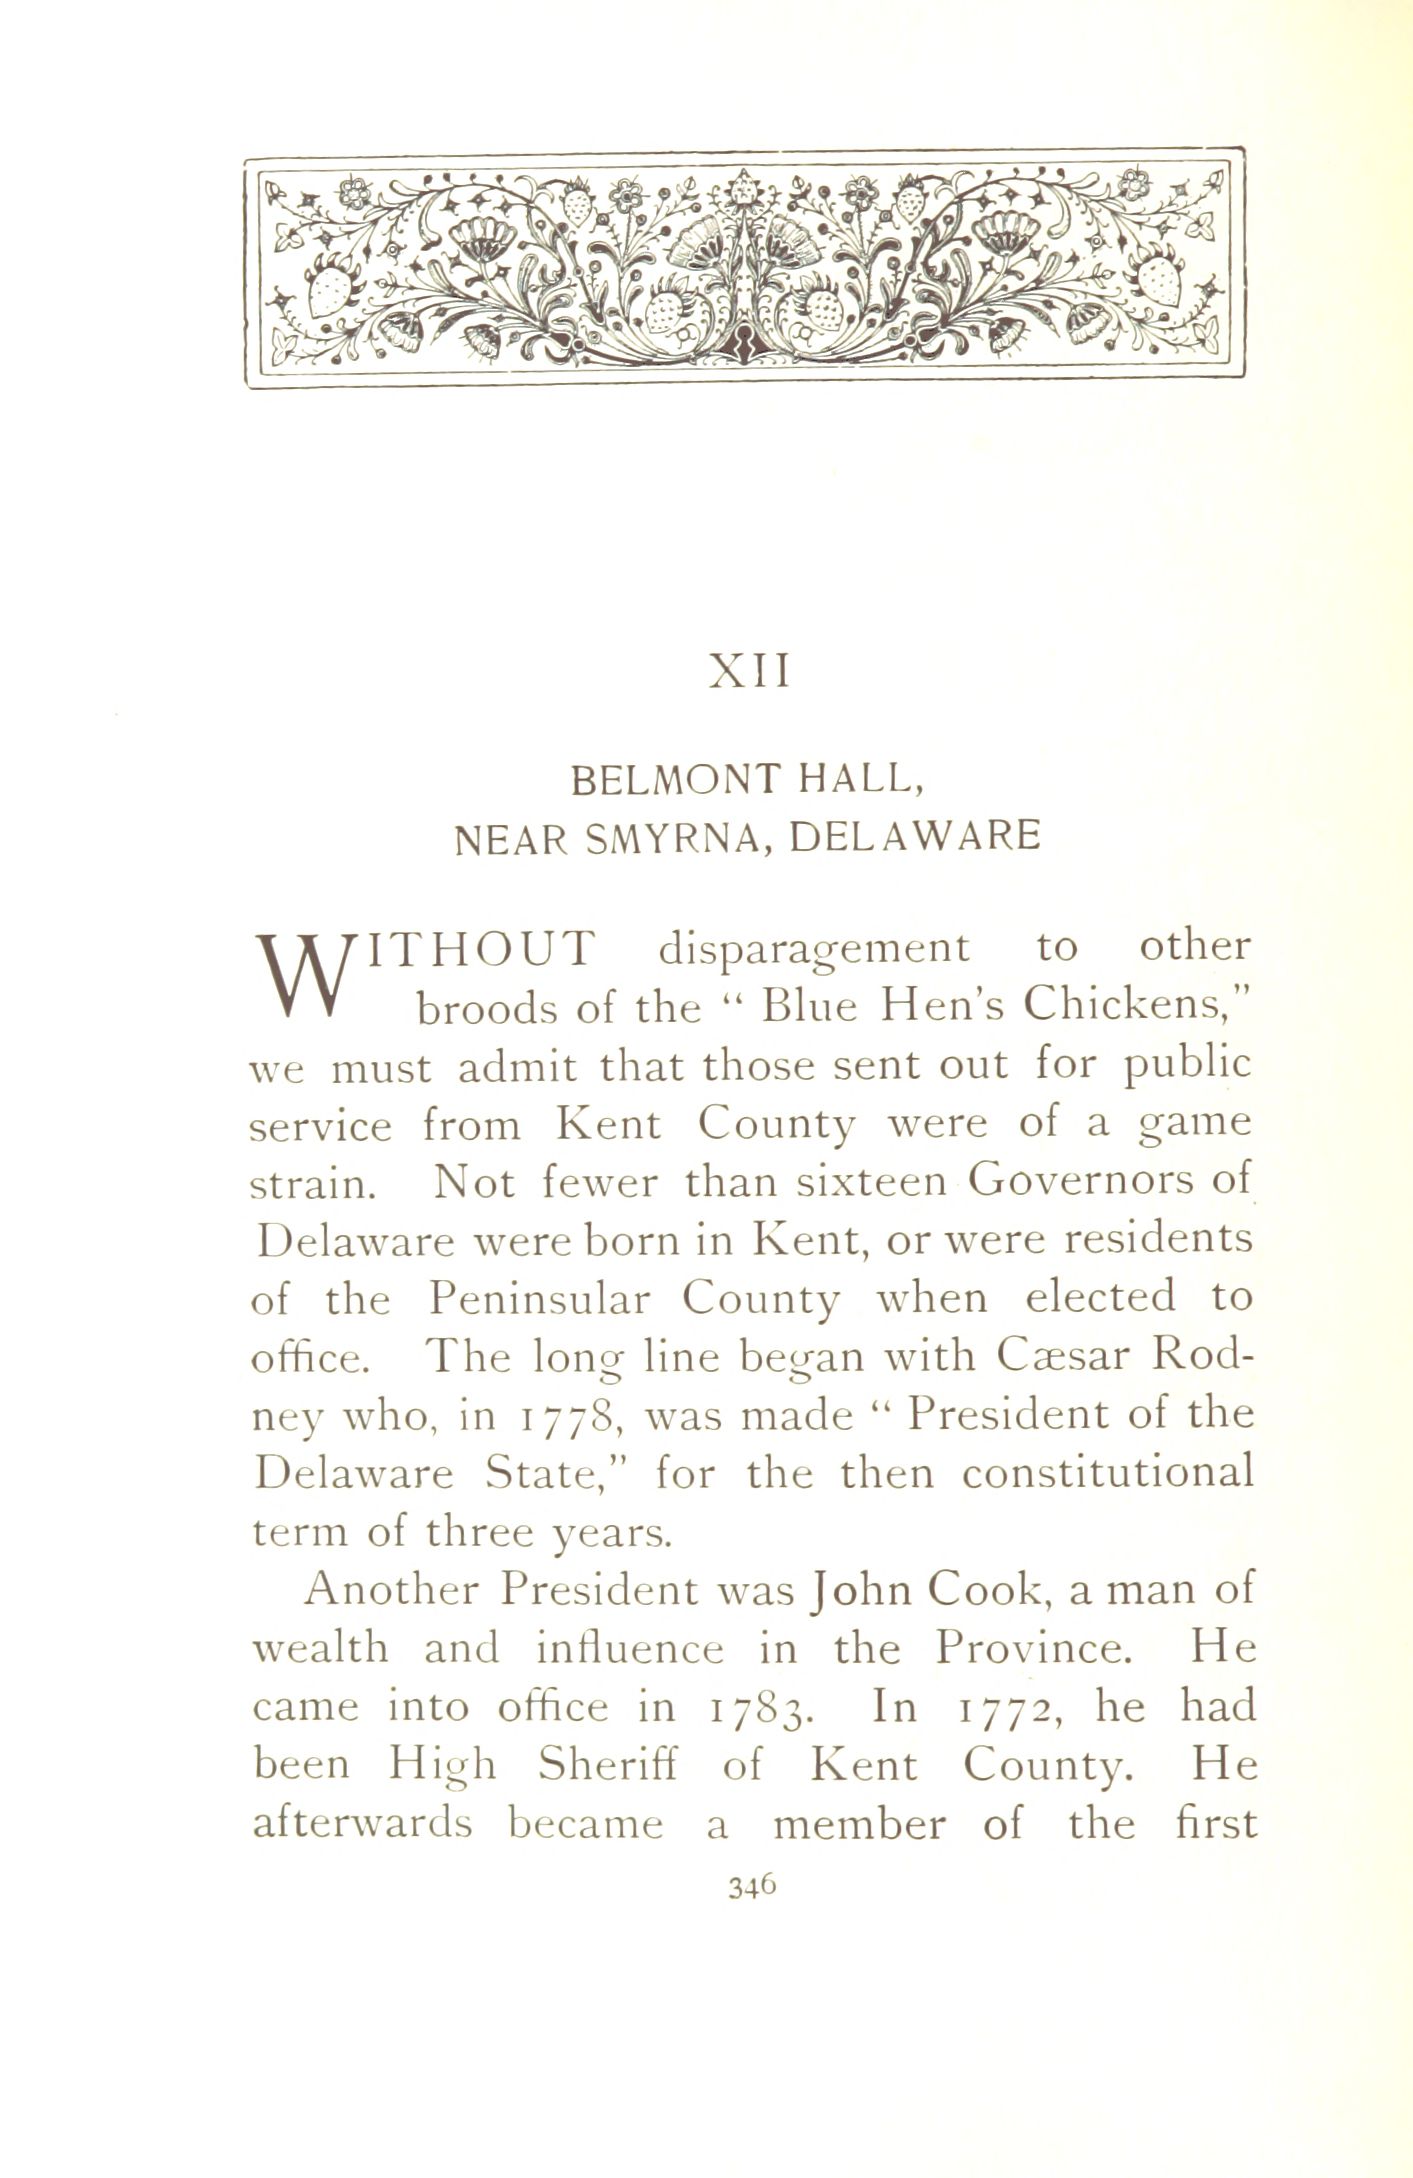 XII
BELMONT HALL,
NEAR SMYRNA, DELAWARE
WITHOUT disparagement to other
broods of the “ Blue Hen’s Chickens,”
we must admit that those sent out for public
service from Kent County were of a game
strain. Not fewer than sixteen Governors of
Delaware were born in Kent, or were residents
of the Peninsular County when elected to
office. The long line began with Cæsar Rod-
ney who, in 1778, was made “ President of the
Delaware State,” for the then constitutional
term of three years.
Another President was John Cook, a man of
wealth and influence in the Province. He
came into office in 1783. In 1772, he had
been High Sheriff of Kent County. He
afterwards became a member of the first
346